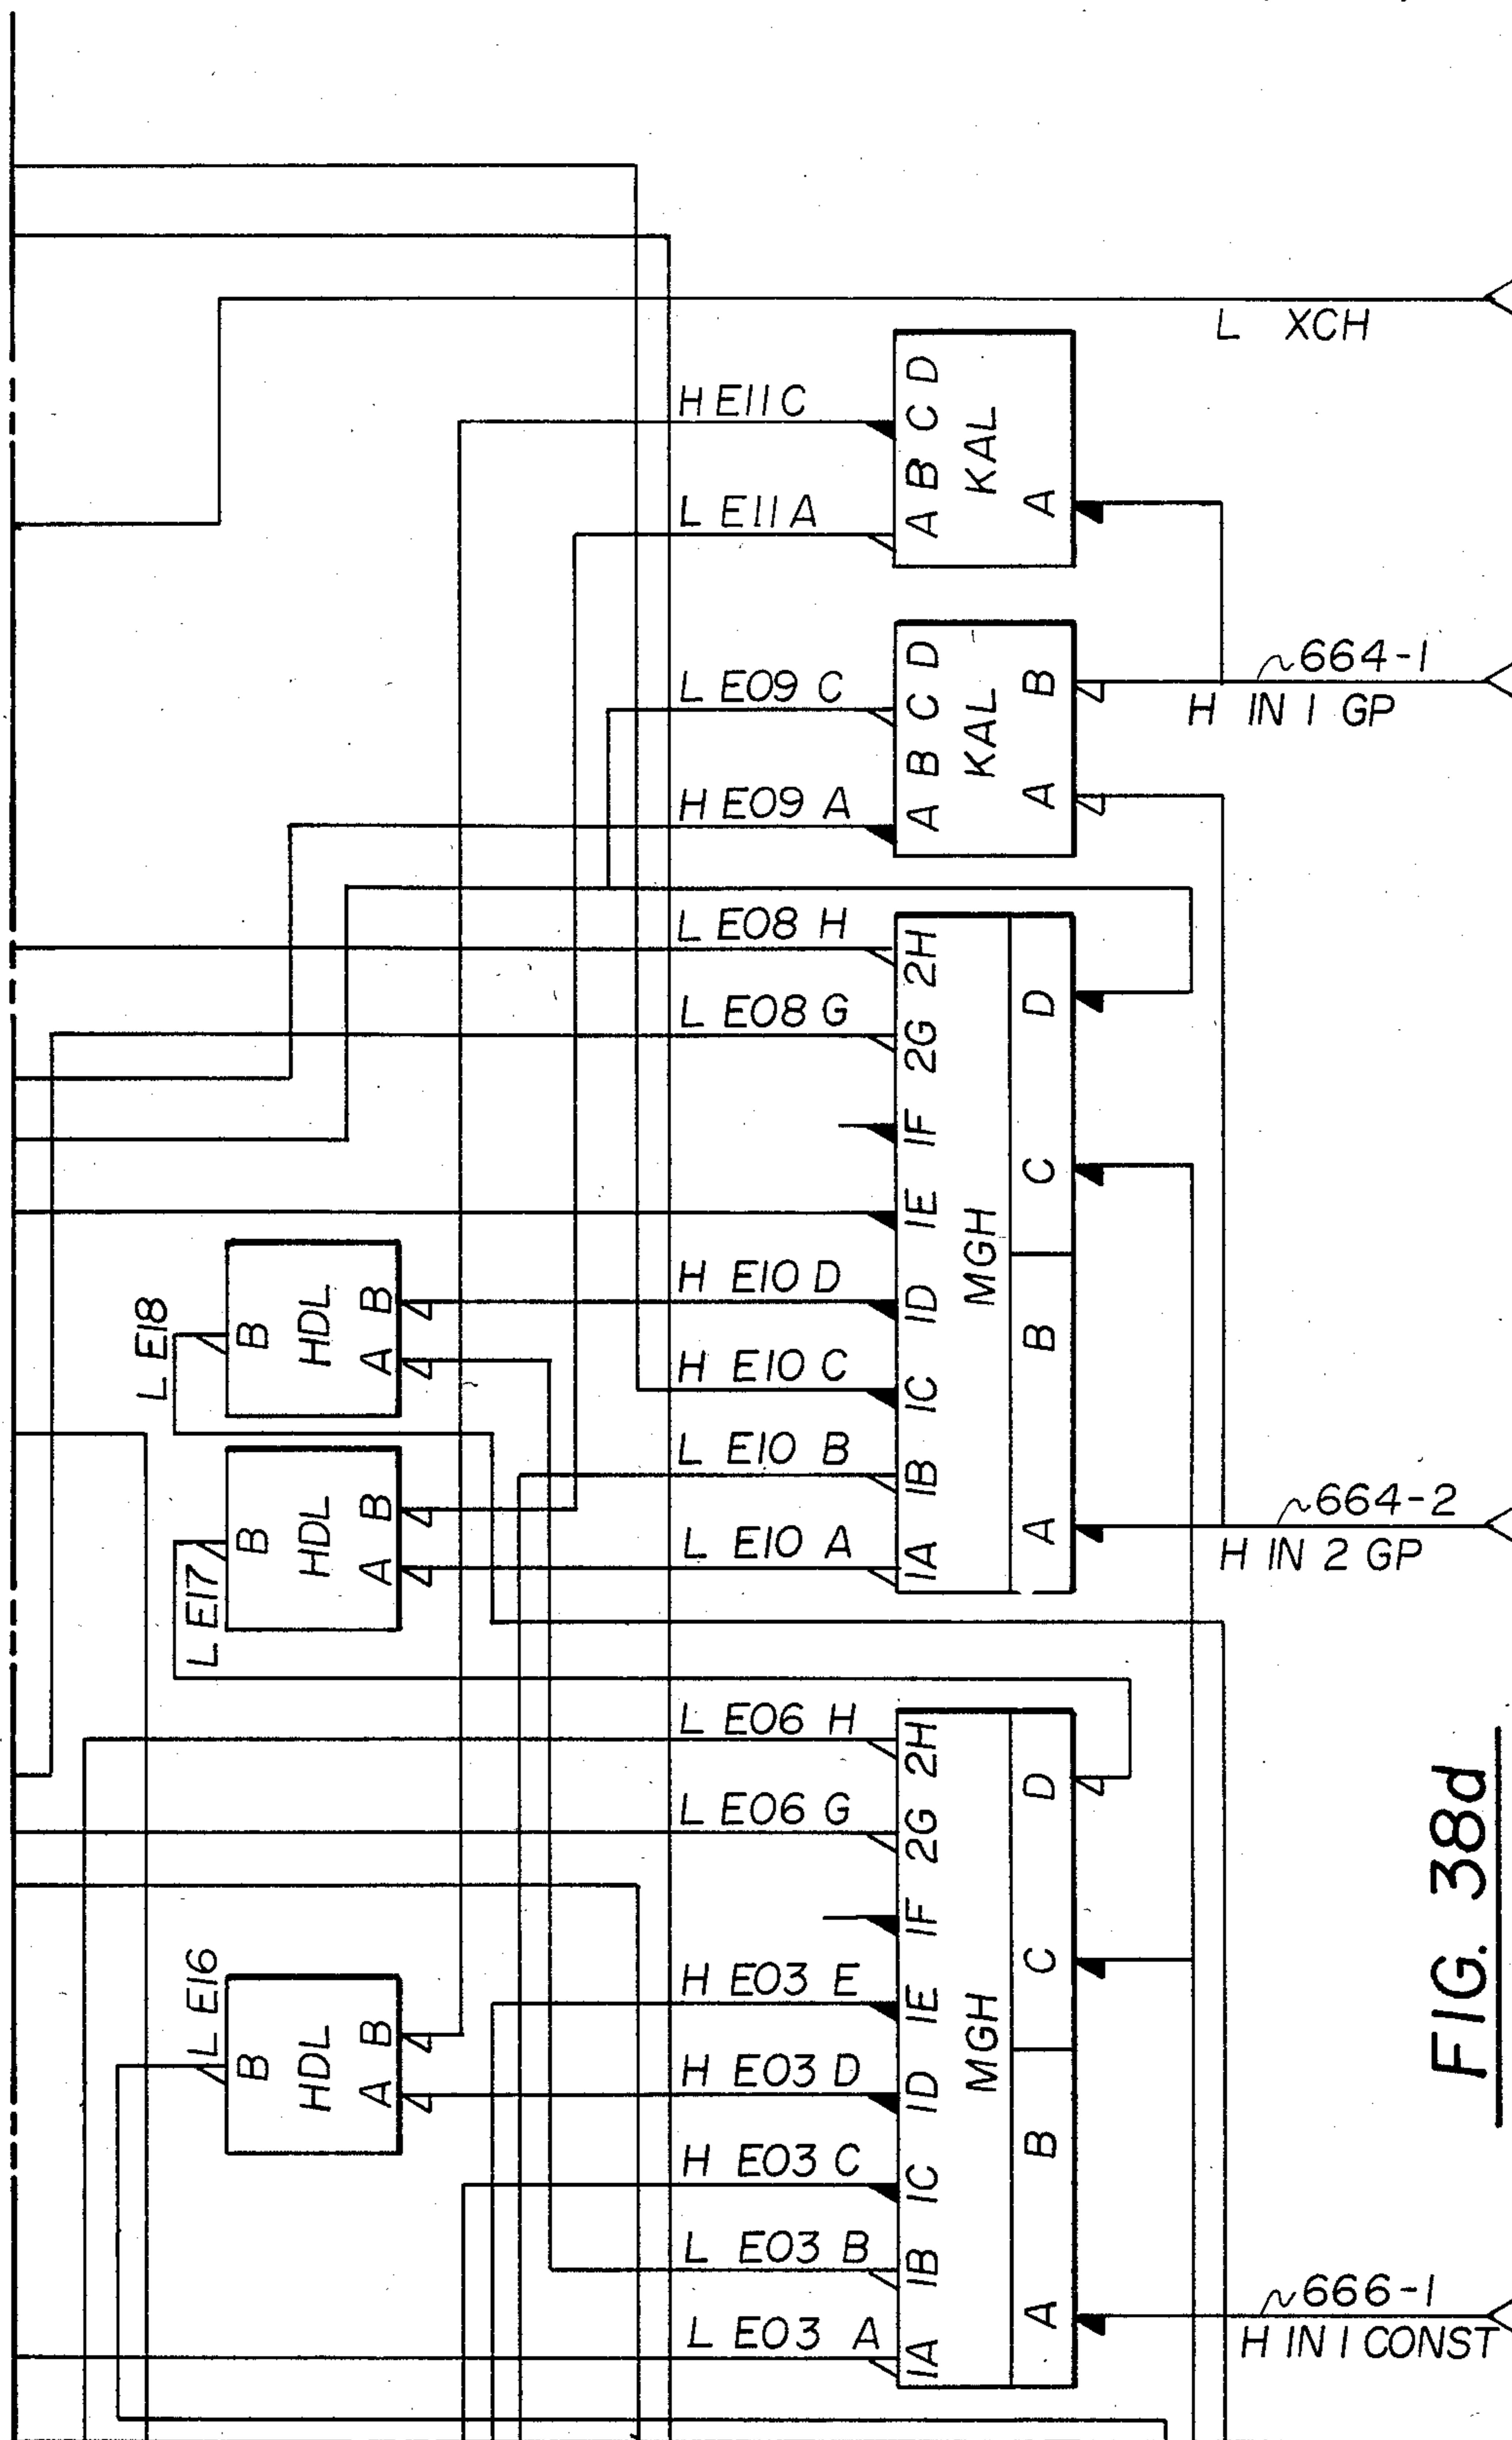 L XCH
H E11 C
L E11 A
A B C D
KAL
A
L E09 C
H E09 A
A B C D
KAL
A B
664-1
H IN 1 GP
L E08 H
L E08 G
H E10 D
H E10 C
L E10 B
L E10 A
1A 1B 1C 1D 1E 1F 2G 2H
MGH
A B C D
664-2
H IN 2 GP
L E18
B
HDL
A B
L E17
B
HDL
A B
L E06 H
L E06 G
H E03 E
H E03 D
H E03 C
L E03 B
L E03 A
1A 1B 1C 1D 1E 1F 2G 2H
MGH
A B C D
L E16
B
HDL
A B
666-1
H IN 1 CONST
FIG. 38d